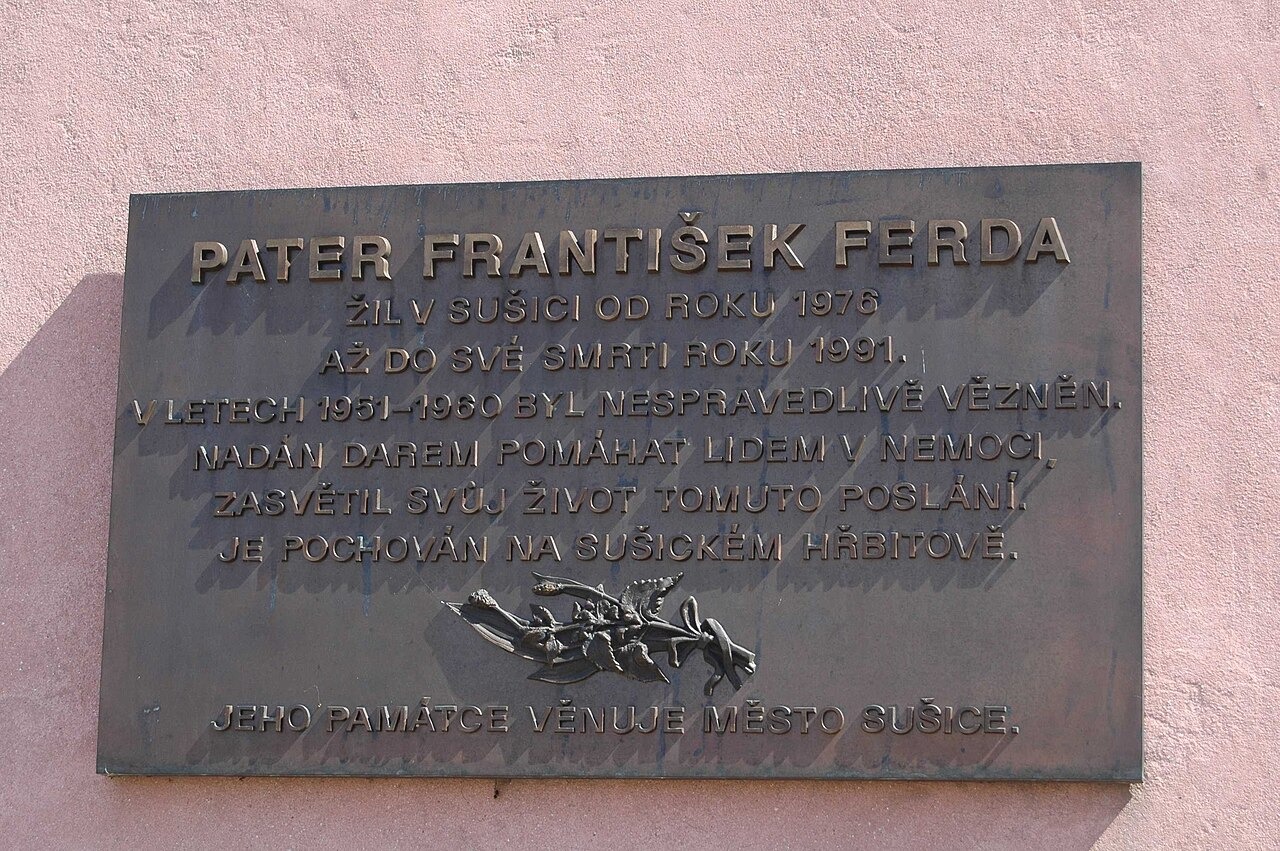 PATER FRANTIŠEK FERDA
ŽIL V SUŠICI OD ROKU 1976
AŽ DO SVÉ SMRTI ROKU 1991.
V LETECH 1951–1960 BYL NESPRAVEDLIVĚ VĚZNĚN.
NADÁN DAREM POMÁHAT LIDEM V NEMOCI,
ZASVĚTIL SVŮJ ŽIVOT TOMUTO POSLÁNÍ.
JE POCHOVÁN NA SUŠICKÉM HŘBITOVĚ.
JEHO PAMÁTCE VĚNUJE MĚSTO SUŠICE.